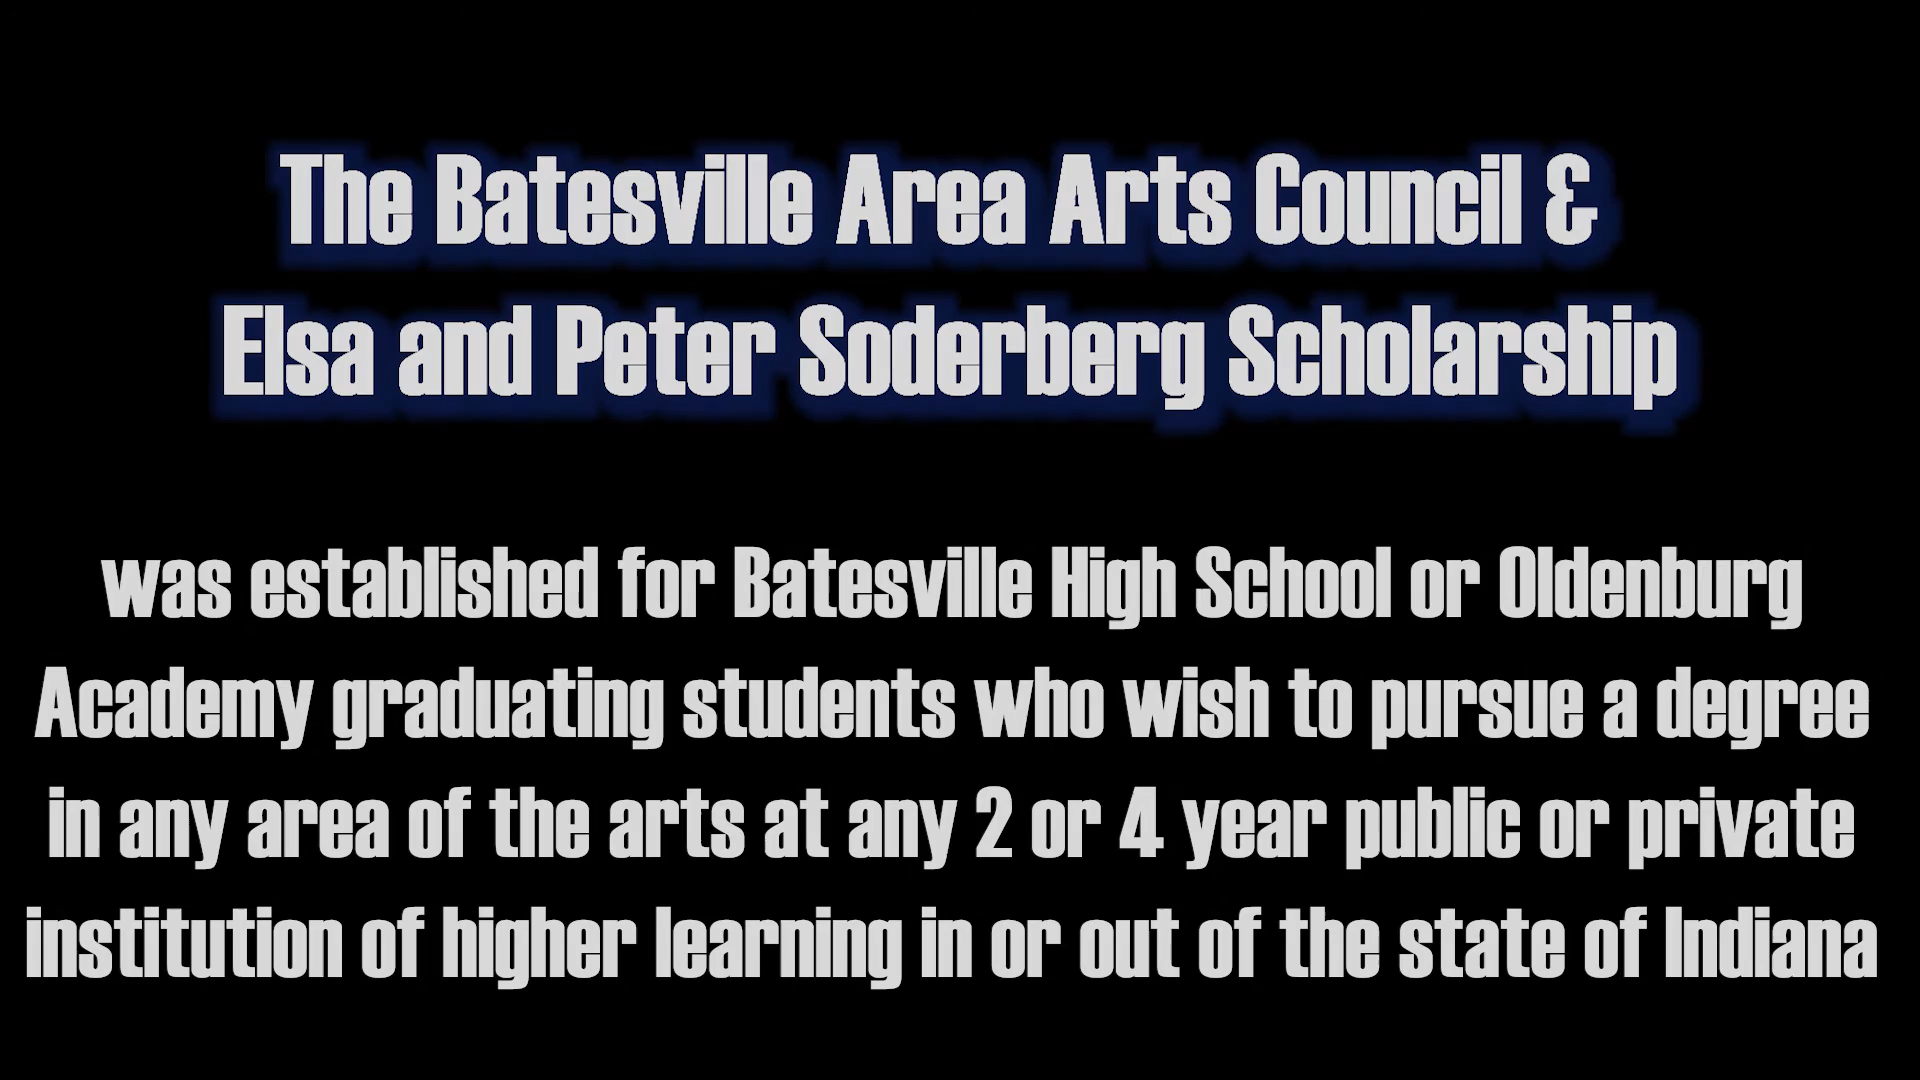 The Batesville Area Arts Council &
Elsa and Peter Soderberg Scholarship
was established for Batesville High School or Oldenburg
Academy graduating students who wish to pursue a degree
in any area of the arts at any 2 or 4 year public or private
institution of higher learning in or out of the state of Indiana